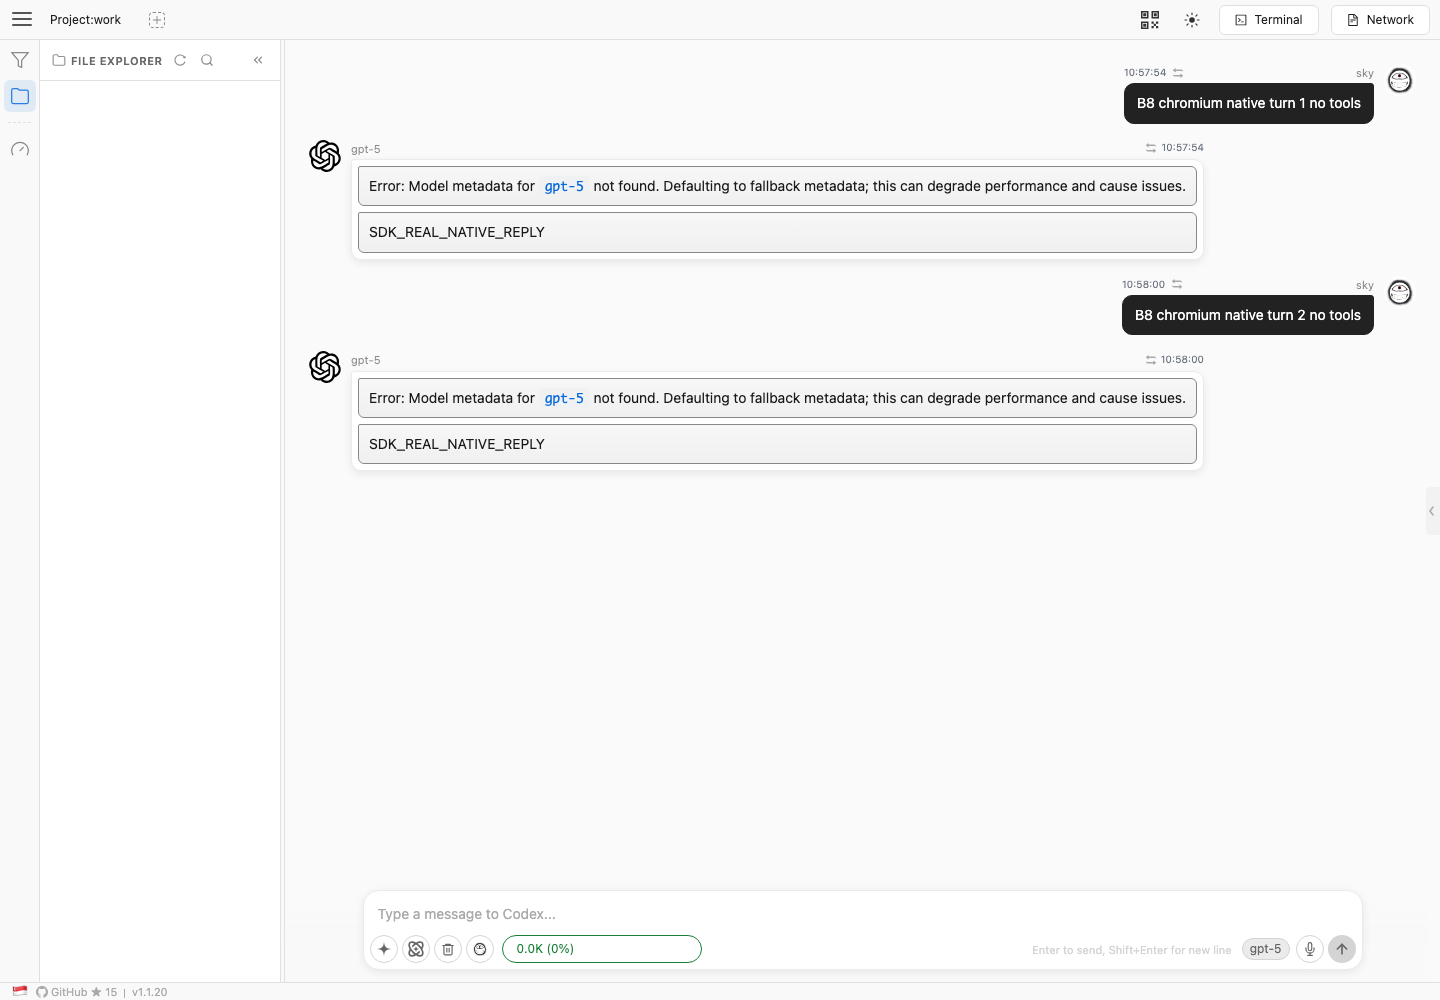 Project:work
Terminal
Network
FILE EXPLORER
10:57:54
sky
B8 chromium native turn 1 no tools
gpt-5
10:57:54
Error: Model metadata for gpt-5 not found. Defaulting to fallback metadata; this can degrade performance and cause issues.
SDK_REAL_NATIVE_REPLY
10:58:00
sky
B8 chromium native turn 2 no tools
gpt-5
10:58:00
Error: Model metadata for gpt-5 not found. Defaulting to fallback metadata; this can degrade performance and cause issues.
SDK_REAL_NATIVE_REPLY
Type a message to Codex...
0.0K (0%)
Enter to send, Shift+Enter for new line
gpt-5
GitHub ★ 15 | v1.1.20